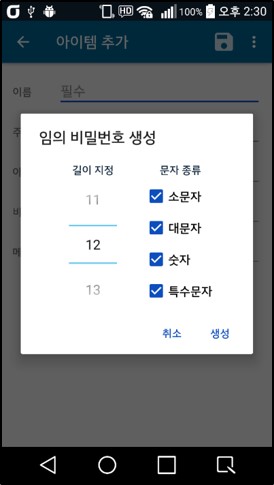 HD 100% 오후 2:30
아이템 추가
이름 필수
임의 비밀번호 생성
길이 지정 문자 종류
11 소문자
대문자
12
숫자
13 특수문자
취소 생성